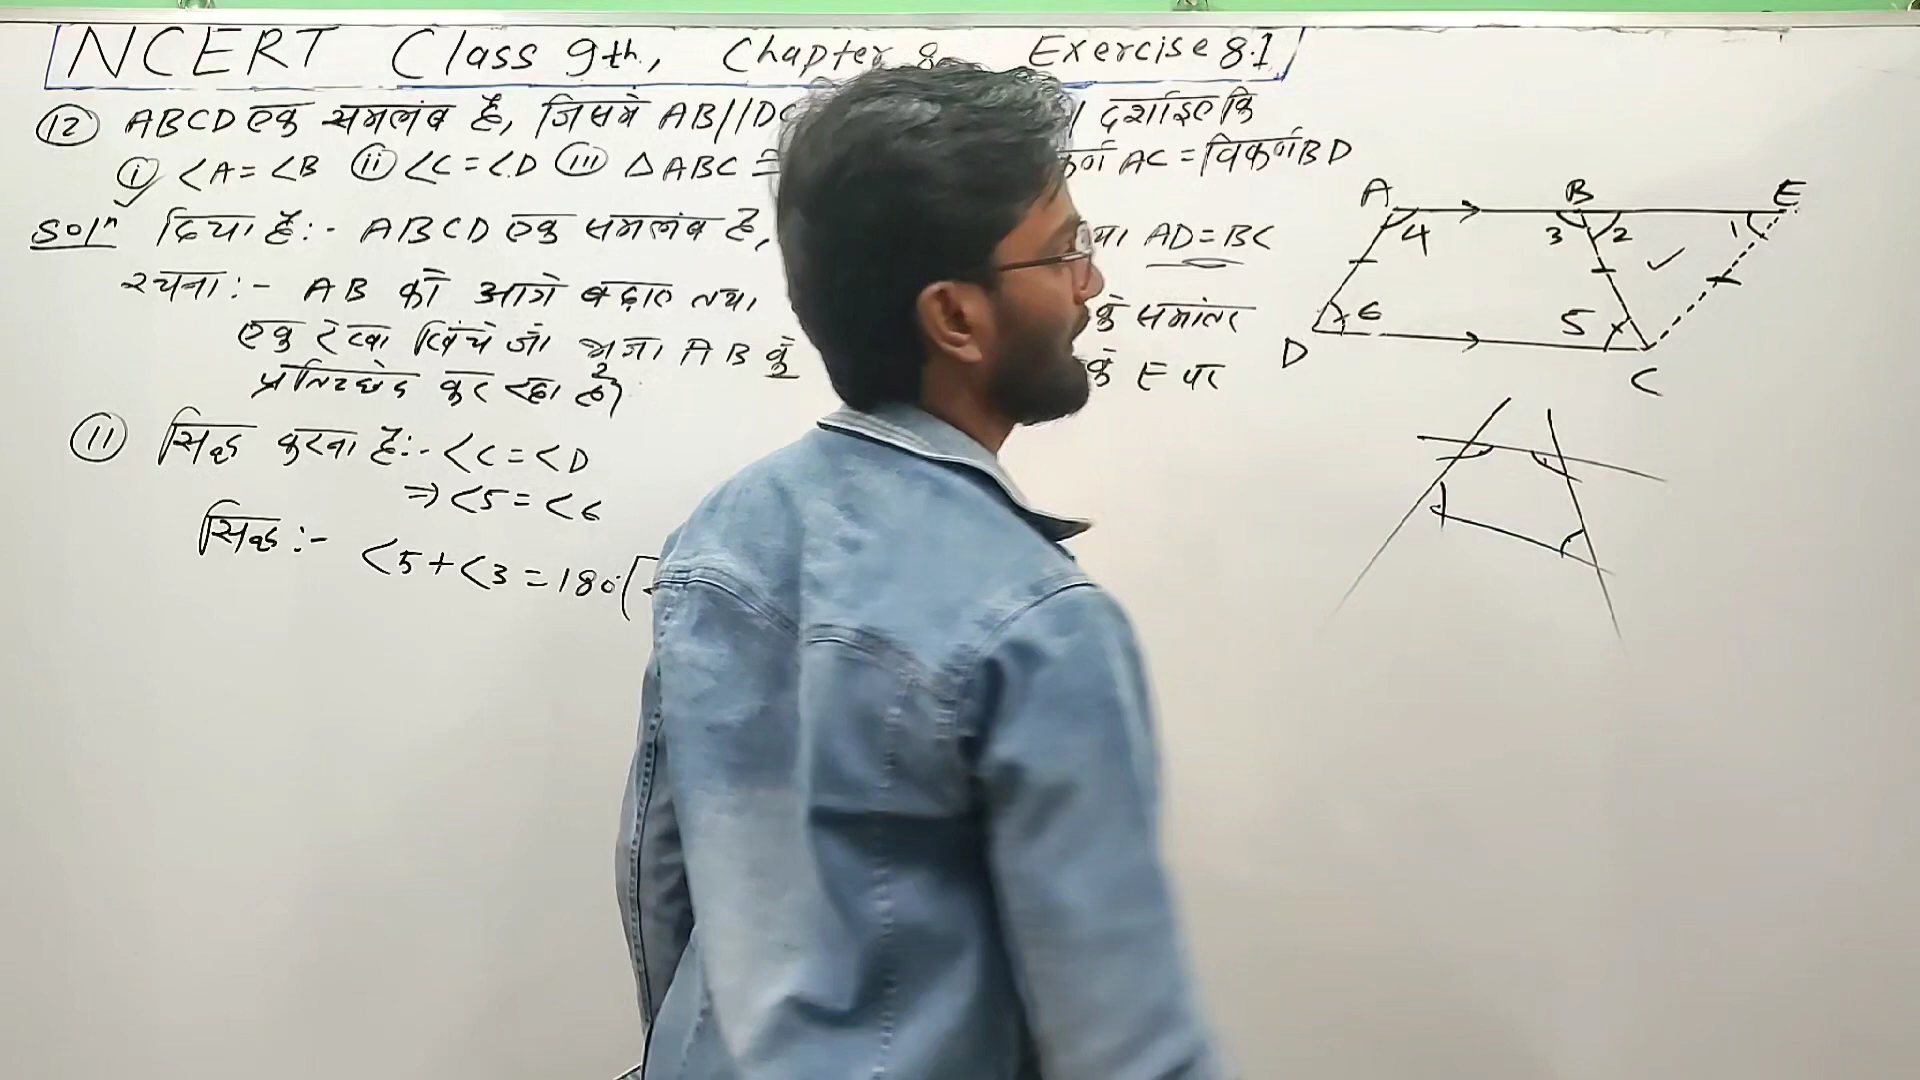 NCERT Class 9th, Chapter 8 Exercise 8.1
(12) ABCD एक समलंब है, जिसमे AB//DC दर्शाइए कि
(i) <A=<B (ii) <C=<D (iii) △ABC ≅ AC=विकर्ण BD
Solⁿ दिया है:- ABCD एक समलंब है, AD=BC
रचना:- AB को आगे बढ़ाए तथा के समांतर
एक रेखा खिंचे जो भुजा AB के के E पर
प्रतिच्छेद कर रहा है।
(11) सिद्ध करना है:- <C=<D
⇒ <5=<6
सिद्ध:- <5+<3=180
A B E
4 3 2 1
6 5
D C